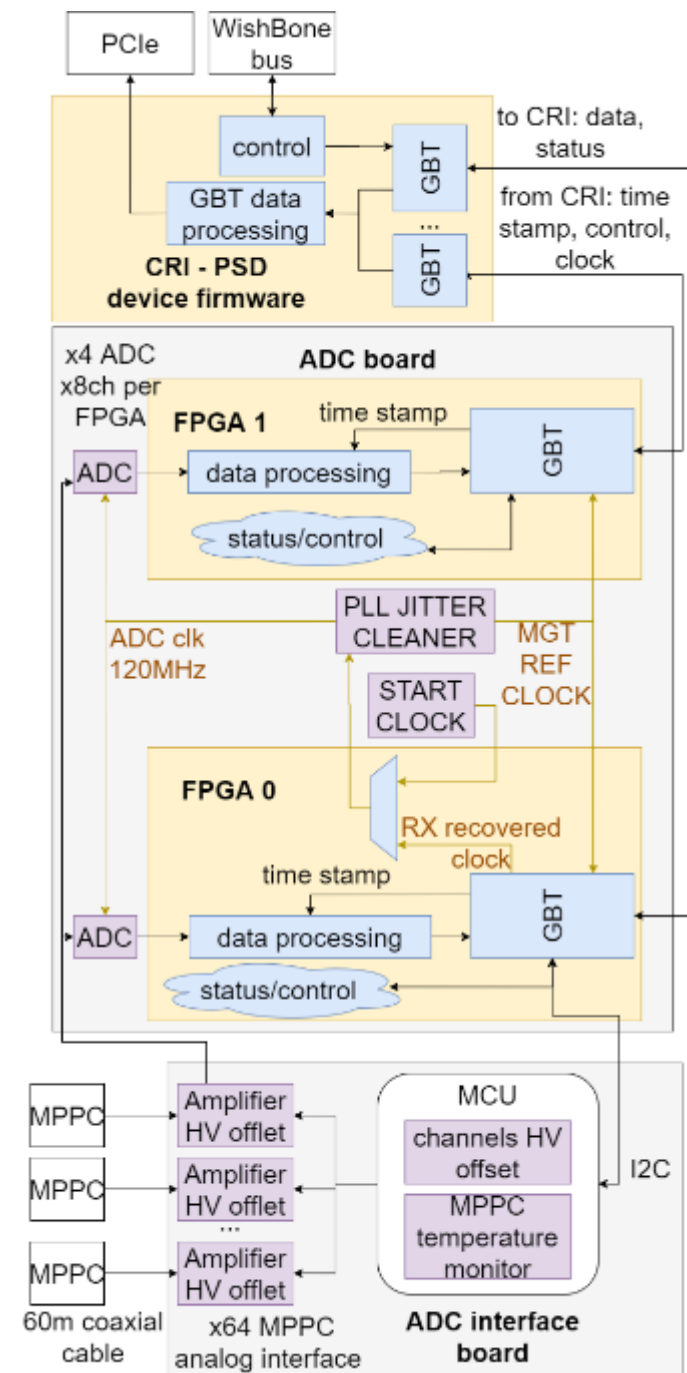 PCIe
WishBone
bus
control
GBT
to CRI: data,
status
GBT data
processing
...
GBT
from CRI: time
stamp, control,
clock
CRI - PSD
device firmware
x4 ADC
x8ch per
FPGA
ADC board
FPGA 1
time stamp
ADC
data processing
GBT
status/control
ADC clk
120MHz
PLL JITTER
CLEANER
MGT
REF
CLOCK
START
CLOCK
FPGA 0
RX recovered
clock
time stamp
ADC
data processing
GBT
status/control
MPPC
Amplifier
HV offlet
MPPC
Amplifier
HV offlet
...
MPPC
Amplifier
HV offlet
MCU
channels HV
offset
MPPC
temperature
monitor
I2C
60m coaxial
cable
x64 MPPC
analog interface
ADC interface
board